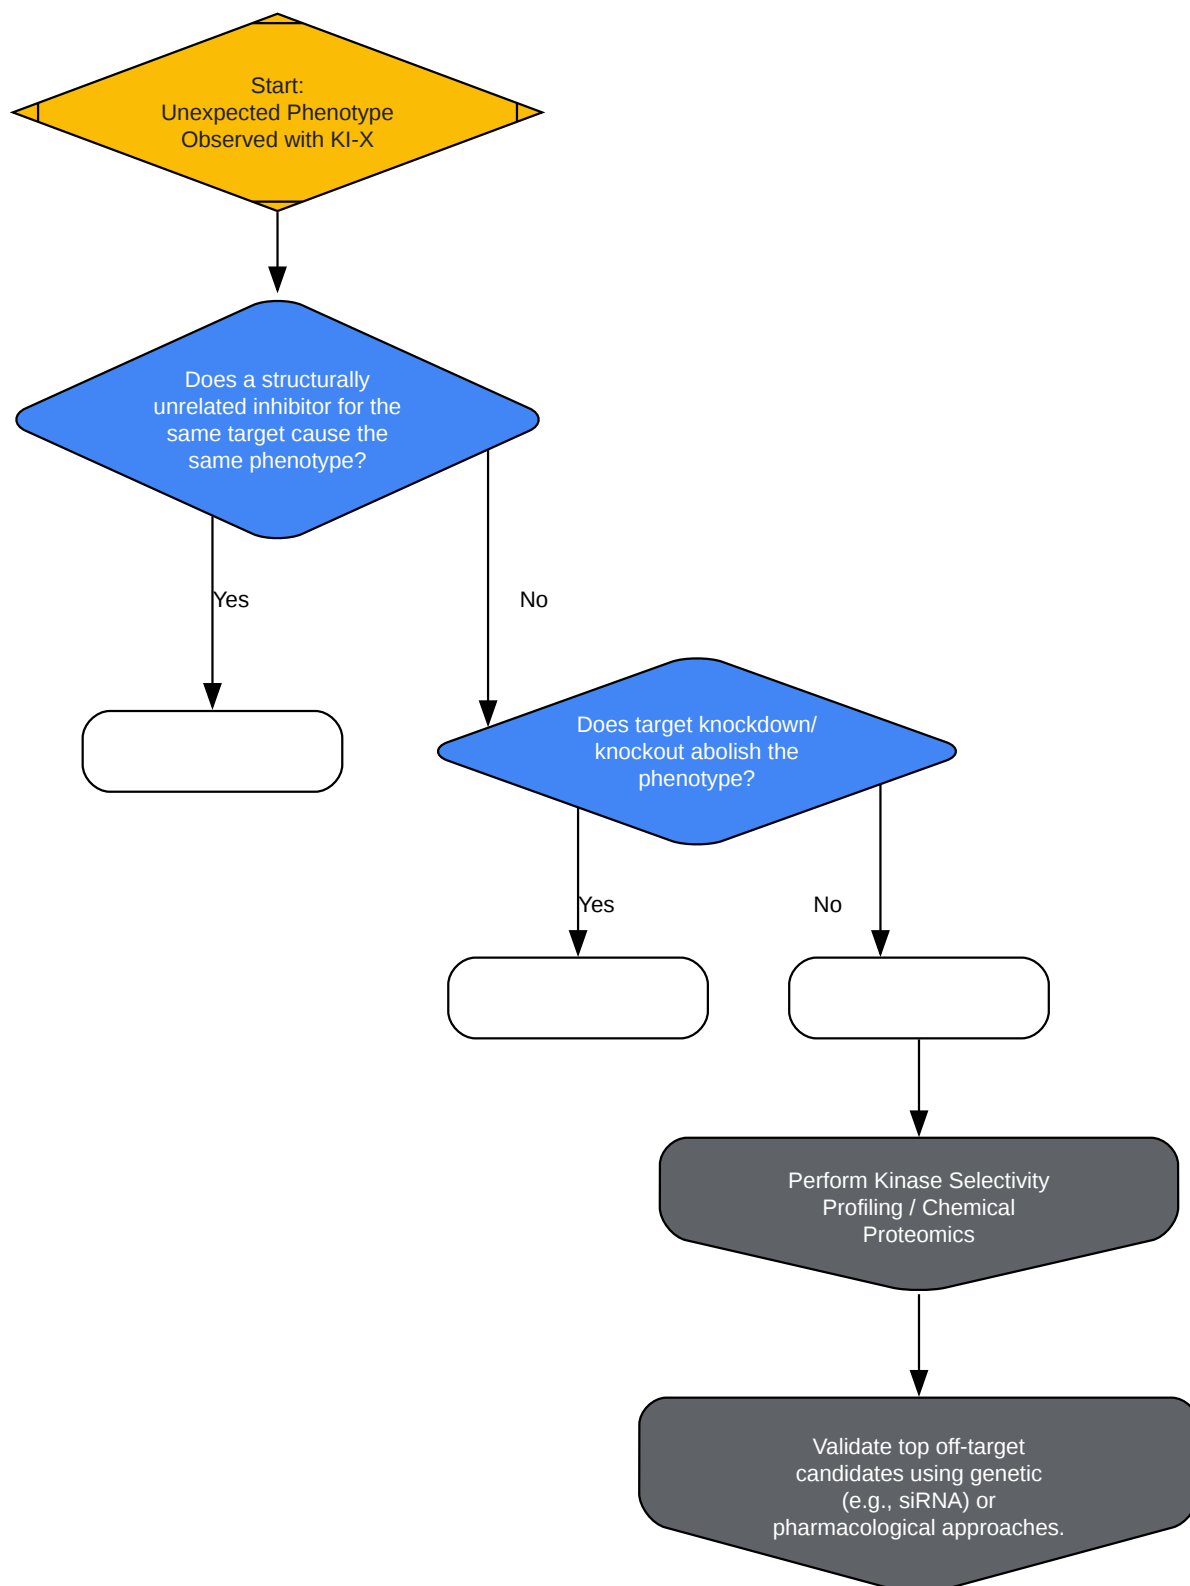 Start:
Unexpected Phenotype
Observed with KI-X
Does a structurally
unrelated inhibitor for the
same target cause the
same phenotype?
Yes
No
Does target knockdown/
knockout abolish the
phenotype?
Yes
No
Perform Kinase Selectivity
Profiling / Chemical
Proteomics
Validate top off-target
candidates using genetic
(e.g., siRNA) or
pharmacological approaches.